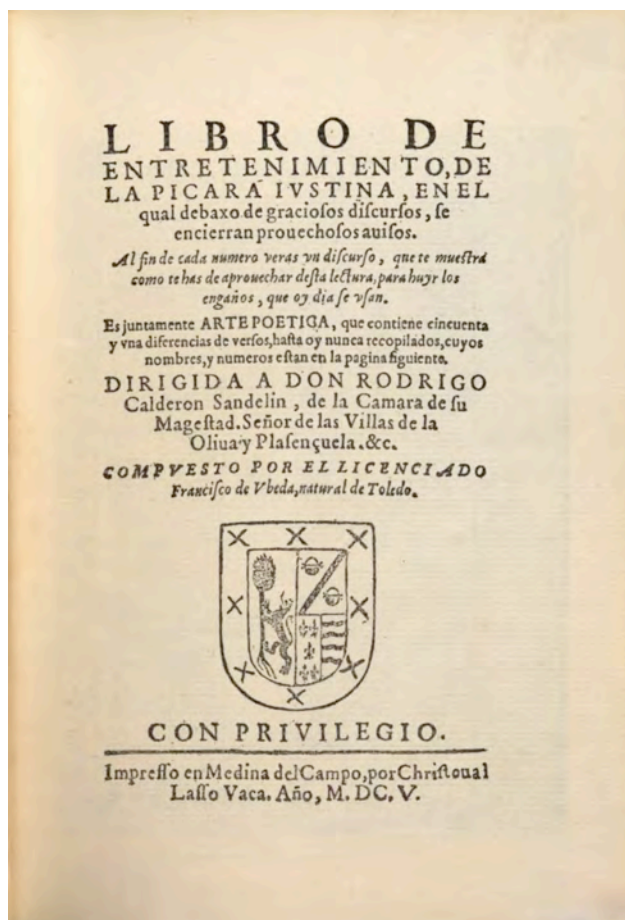 LIBRO DE
ENTRETENIMIENTO, DE
LA PICARA IVSTINA, EN EL
qual debaxo de graciosos discursos, se
encierran prouechosos auisos.
Al fin de cada numero veras vn discurso, que te muestra
como te has de aprouechar desta lectura, para huyr los
engaños, que oy dia se vsan.
Es juntamente ARTE POETICA, que contiene cincuenta
y vna diferencias de versos, hasta oy nunca recopilados, cuyos
nombres, y numeros estan en la pagina siguiente.
DIRIGIDA A DON RODRIGO
Calderon Sandelin, de la Camara de su
Magestad. Señor de las Villas de la
Oliua y Plasençuela. &c.
COMPVESTO POR EL LICENCIADO
Francisco de Vbeda, natural de Toledo.
CON PRIVILEGIO.
Impresso en Medina del Campo, por Christoual
Lasso Vaca. Año, M. DC. V.